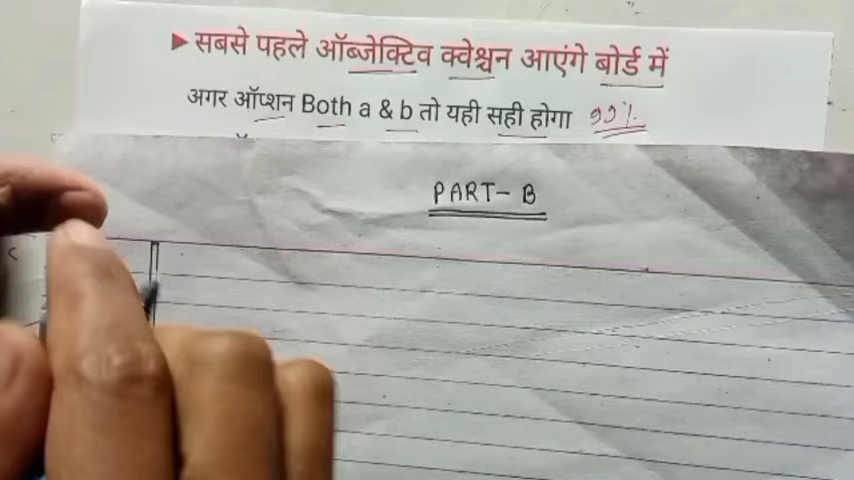 ▶ सबसे पहले ऑब्जेक्टिव क्वेश्चन आएंगे बोर्ड में
अगर ऑप्शन Both a & b तो यही सही होगा 99%
PART- B